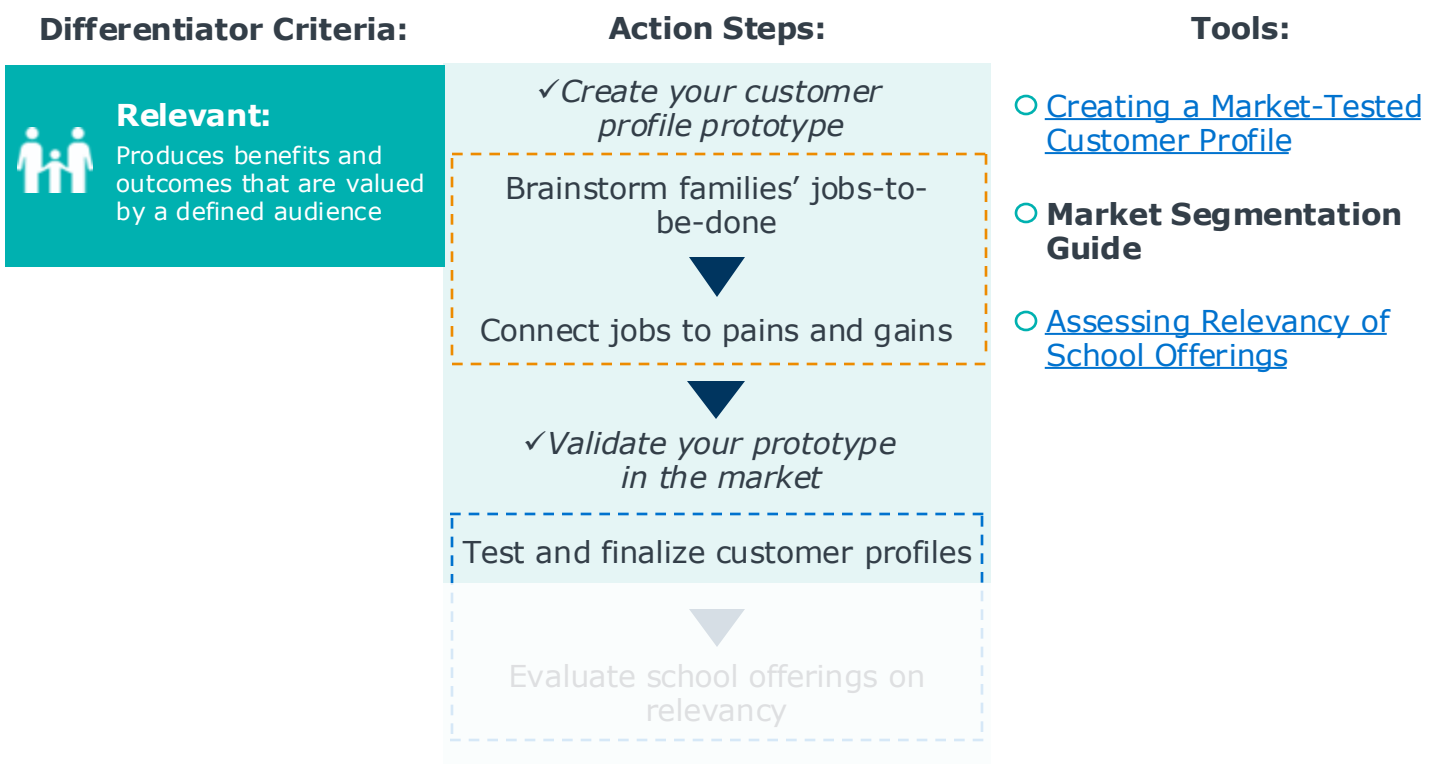 Differentiator Criteria:
Action Steps:
Tools:
Relevant:
Produces benefits and
outcomes that are valued
by a defined audience
✓Create your customer
profile prototype
Brainstorm families’ jobs-to-
be-done
Connect jobs to pains and gains
✓Validate your prototype
in the market
Test and finalize customer profiles
Evaluate school offerings on
relevancy
Creating a Market-Tested
Customer Profile
Market Segmentation
Guide
Assessing Relevancy of
School Offerings